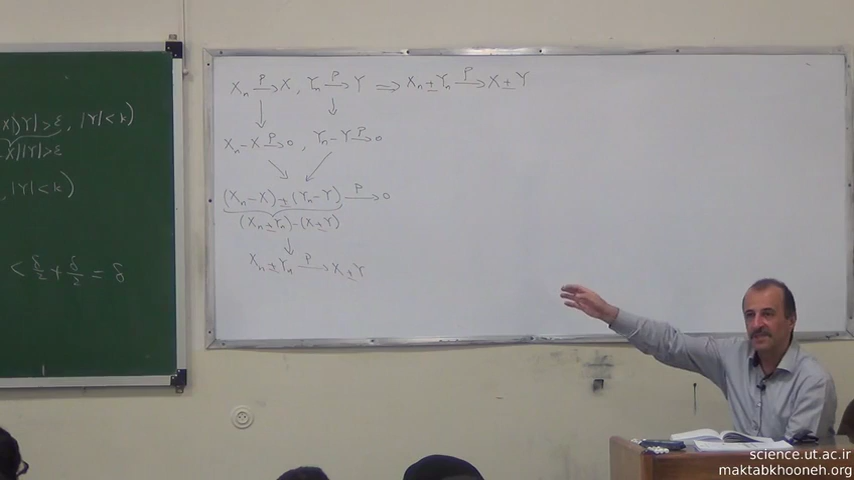 X)Y|>ε, |Y|<k)
X)|Y|>ε
, |Y|<k)
< δ/2 + δ/2 = δ
Xₙ —P→ X, Yₙ —P→ Y ⟹ Xₙ ± Yₙ —P→ X ± Y
↓ ↓
Xₙ − X —P→ 0, Yₙ − Y —P→ 0
↘ ↙
(Xₙ − X) ± (Yₙ − Y) —P→ 0
(Xₙ ± Yₙ) − (X ± Y)
↓
Xₙ ± Yₙ —P→ X ± Y
science.ut.ac.ir
maktabkhooneh.org